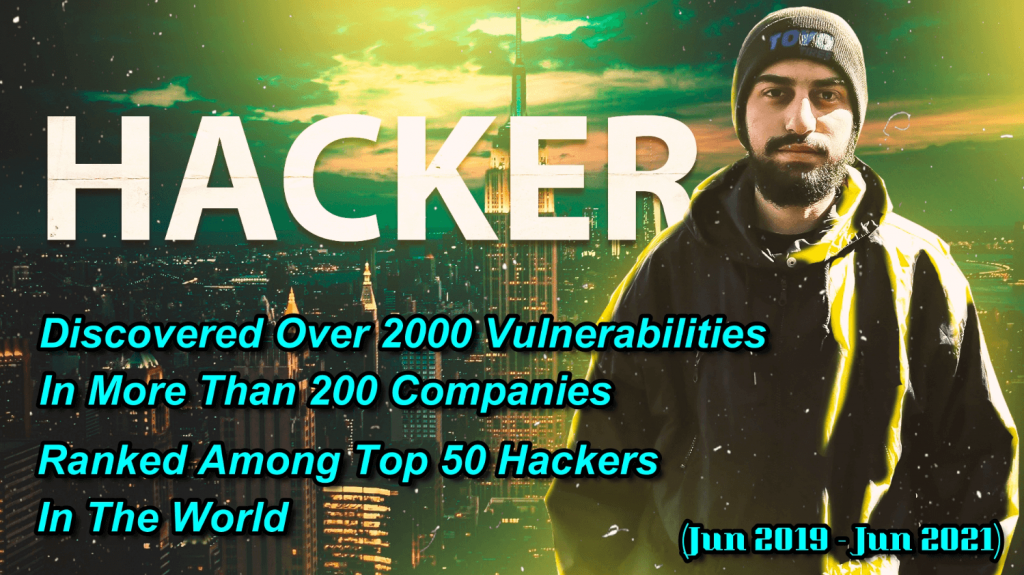 TOMO
HACKER
Discovered Over 2000 Vulnerabilities
In More Than 200 Companies
Ranked Among Top 50 Hackers
In The World
(Jun 2019 - Jun 2021)